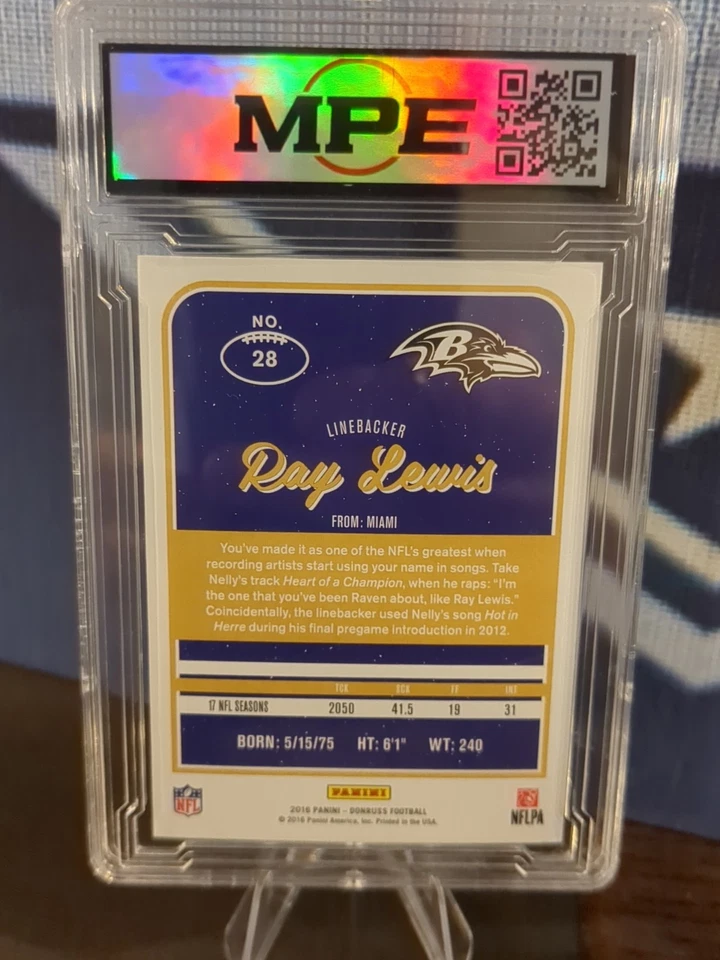 MPE
NO.
28
B
LINEBACKER
Ray Lewis
FROM: MIAMI
You've made it as one of the NFL's greatest when
recording artists start using your name in songs. Take
Nelly's track Heart of a Champion, when he raps: "I'm
the one that you've been Raven about, like Ray Lewis."
Coincidentally, the linebacker used Nelly's song Hot in
Herre during his final pregame introduction in 2012.
TCK SCK FF INT
17 NFL SEASONS 2050 41.5 19 31
BORN: 5/15/75 HT: 6'1" WT: 240
NFL
PANINI
2016 PANINI – DONRUSS FOOTBALL
© 2016 Panini America, Inc. Printed in the USA.
NFLPA